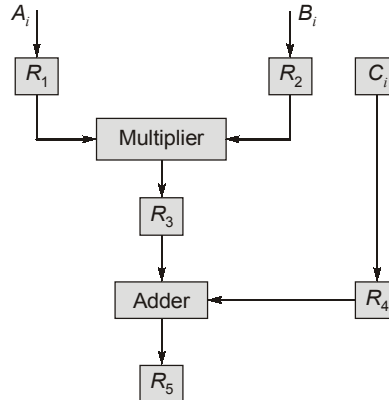 A_i B_i
R_1 R_2 C_i
Multiplier
R_3
Adder R_4
R_5